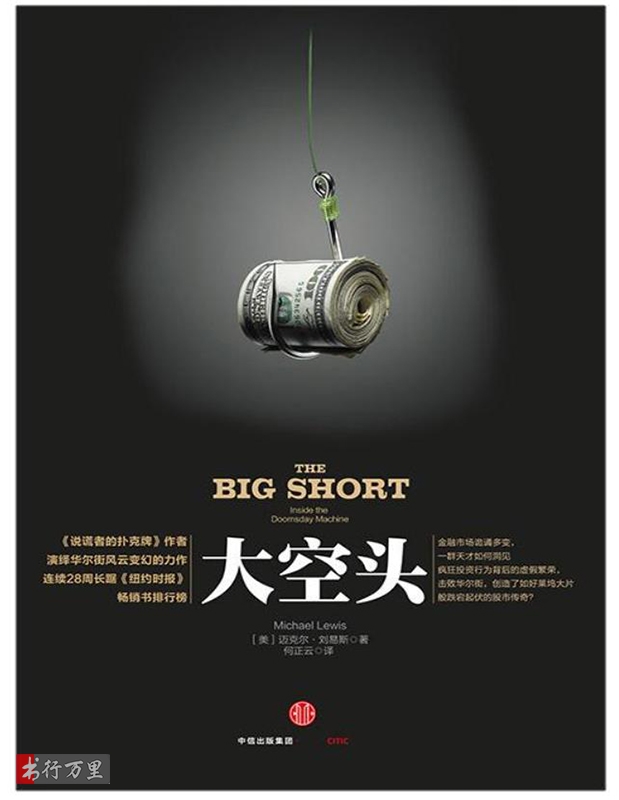 THE
BIG SHORT
Inside the
Doomsday Machine
《说谎者的扑克牌》作者
演绎华尔街风云变幻的力作
连续28周长踞《纽约时报》
畅销书排行榜
大空头
金融市场诡谲多变，
一群天才如何洞见
疯狂投资行为背后的虚假繁荣，
击败华尔街，创造了如好莱坞大片
般跌宕起伏的股市传奇？
Michael Lewis
［美］迈克尔·刘易斯◎著
何正云◎译
中信出版集团
CITIC
书行万里